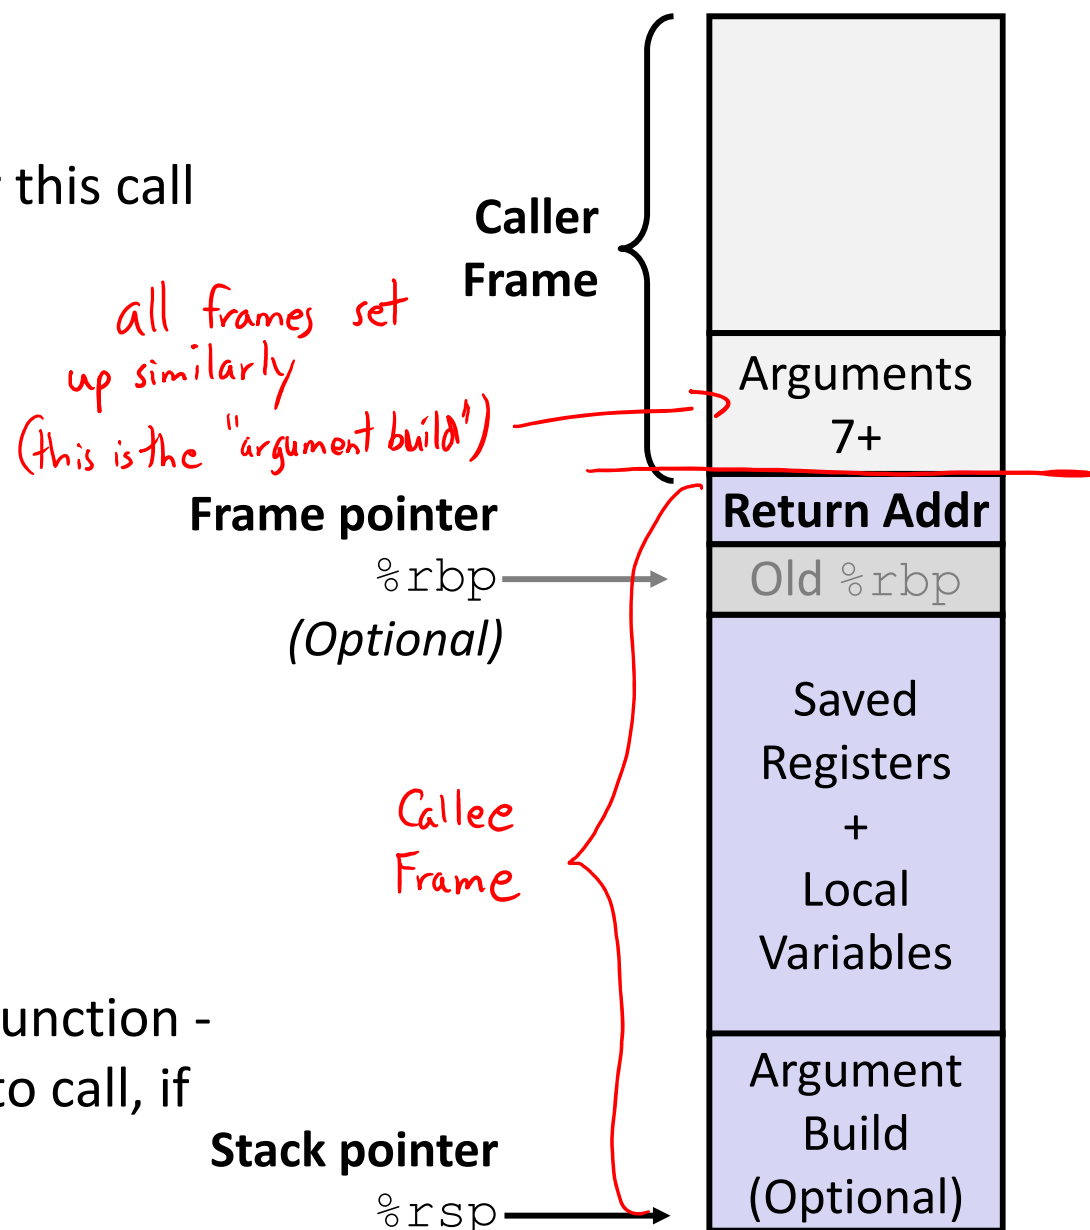 r this call
Caller
Frame
all frames set
up similarly
(this is the "argument build")
Arguments
7+
Frame pointer
%rbp
(Optional)
Return Addr
Old %rbp
Saved
Registers
+
Local
Variables
Callee
Frame
unction -
to call, if
Stack pointer
%rsp
Argument
Build
(Optional)